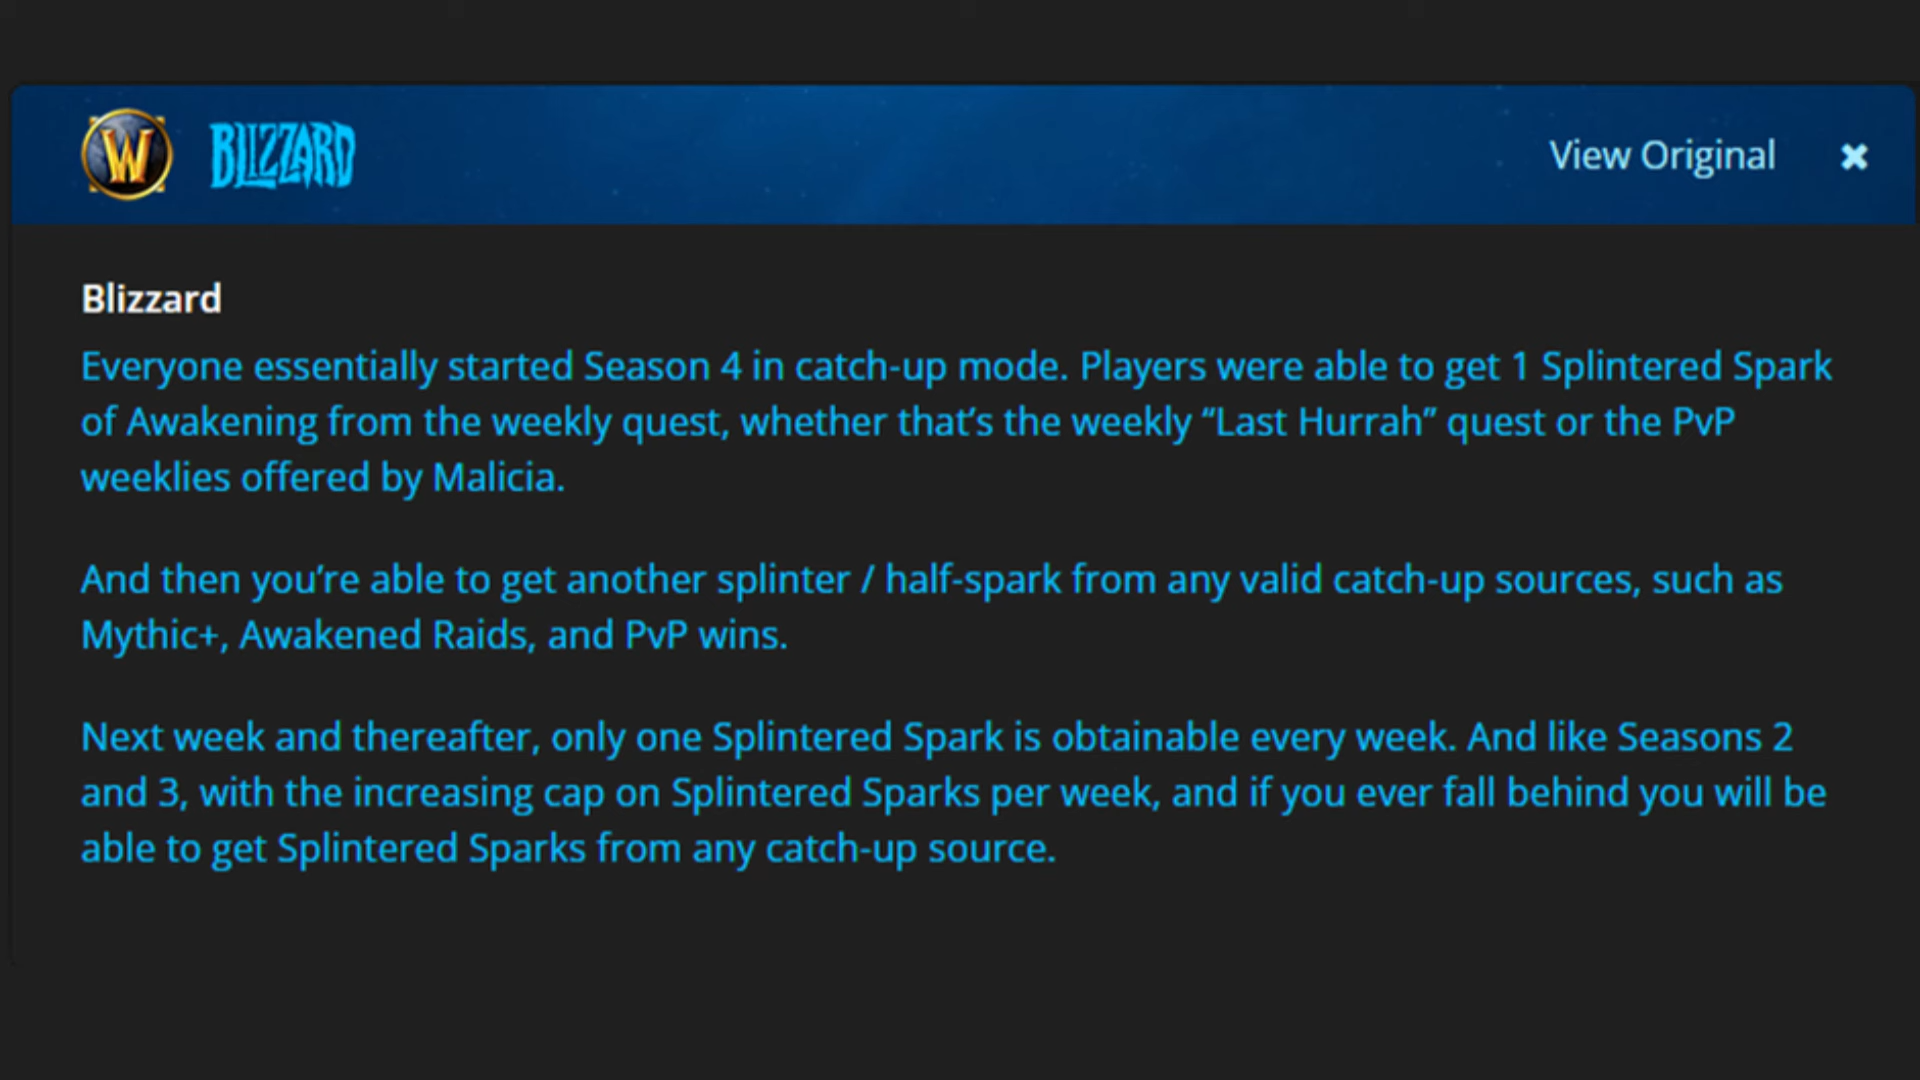 W BLIZZARD View Original ✖
Blizzard
Everyone essentially started Season 4 in catch-up mode. Players were able to get 1 Splintered Spark
of Awakening from the weekly quest, whether that’s the weekly “Last Hurrah” quest or the PvP
weeklies offered by Malicia.
And then you’re able to get another splinter / half-spark from any valid catch-up sources, such as
Mythic+, Awakened Raids, and PvP wins.
Next week and thereafter, only one Splintered Spark is obtainable every week. And like Seasons 2
and 3, with the increasing cap on Splintered Sparks per week, and if you ever fall behind you will be
able to get Splintered Sparks from any catch-up source.